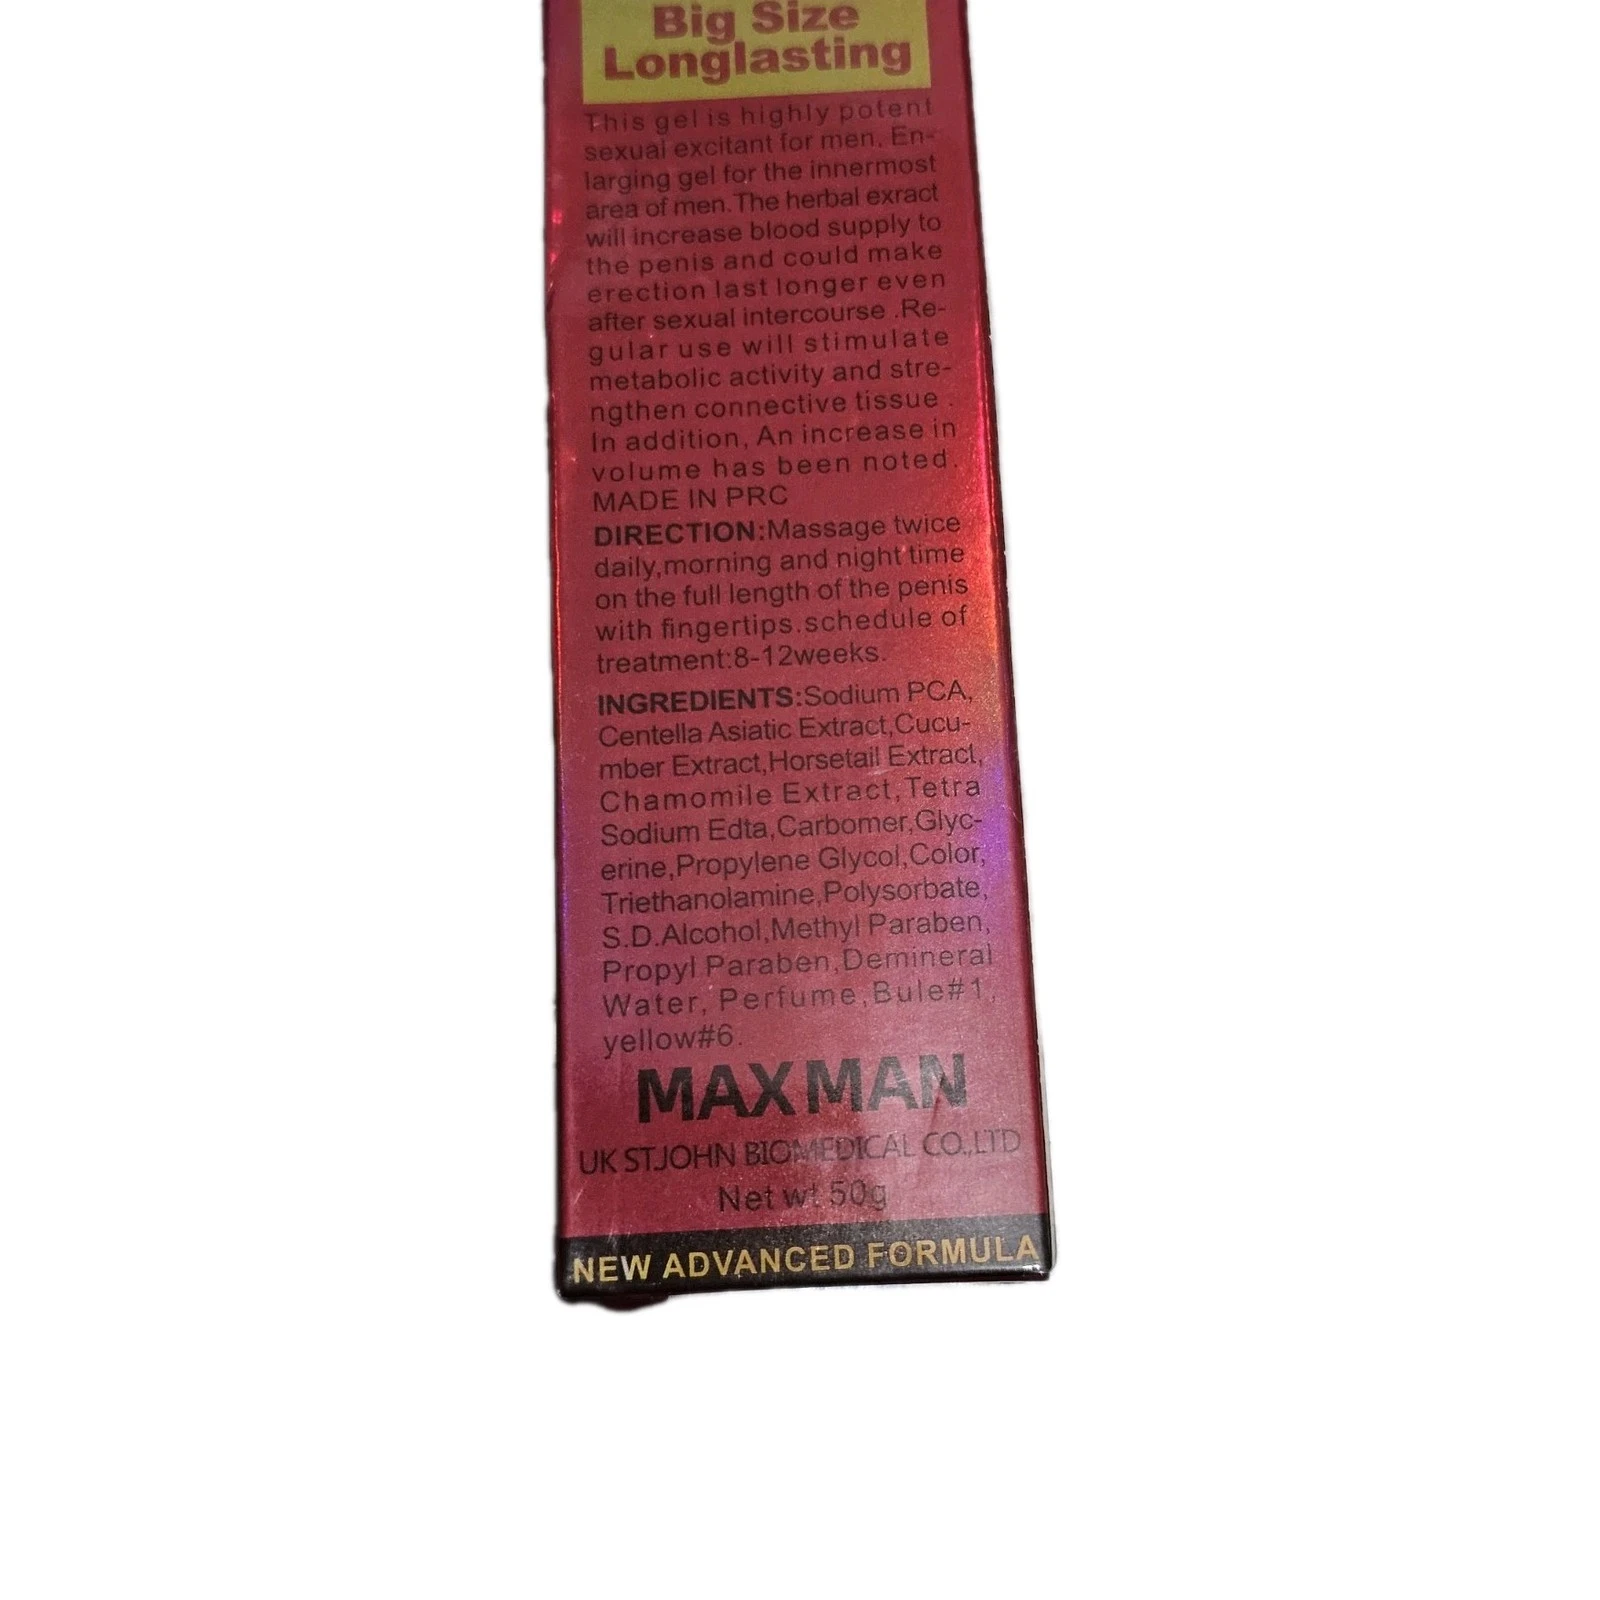 Big Size
Longlasting
This gel is highly potent
sexual excitant for men, En-
larging gel for the innermost
area of men.The herbal exract
will increase blood supply to
the penis and could make
erection last longer even
after sexual intercourse .Re-
gular use will stimulate
metabolic activity and stre-
ngthen connective tissue .
In addition, An increase in
volume has been noted.
MADE IN PRC
DIRECTION:Massage twice
daily,morning and night time
on the full length of the penis
with fingertips.schedule of
treatment:8-12weeks.
INGREDIENTS:Sodium PCA,
Centella Asiatic Extract,Cucu-
mber Extract,Horsetail Extract,
Chamomile Extract,Tetra
Sodium Edta,Carbomer,Glyc-
erine,Propylene Glycol,Color,
Triethanolamine,Polysorbate,
S.D.Alcohol,Methyl Paraben,
Propyl Paraben,Demineral
Water, Perfume,Bule#1,
yellow#6.
MAXMAN
UK STJOHN BIOMEDICAL CO.,LTD
Net wt 50g
NEW ADVANCED FORMULA